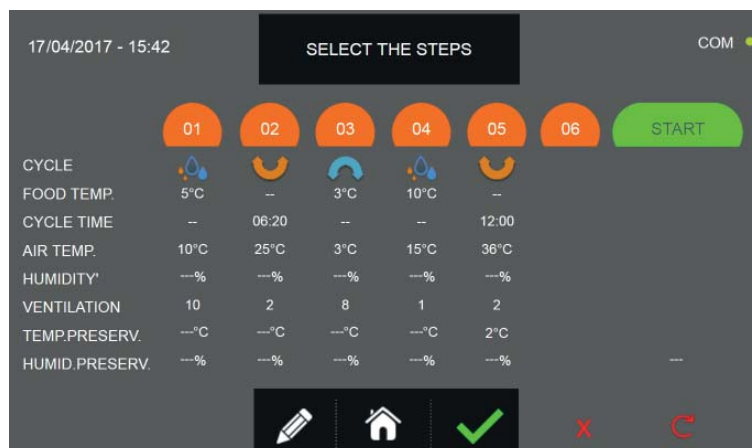 17/04/2017 - 15:42 SELECT THE STEPS COM
01 02 03 04 05 06 START
CYCLE
FOOD TEMP. 5°C -- 3°C 10°C --
CYCLE TIME -- 06:20 -- -- 12:00
AIR TEMP. 10°C 25°C 3°C 15°C 36°C
HUMIDITY' ---% ---% ---% ---% ---%
VENTILATION 10 2 8 1 2
TEMP.PRESERV. ---°C ---°C ---°C ---°C 2°C
HUMID.PRESERV. ---% ---% ---% ---% ---% ---
X